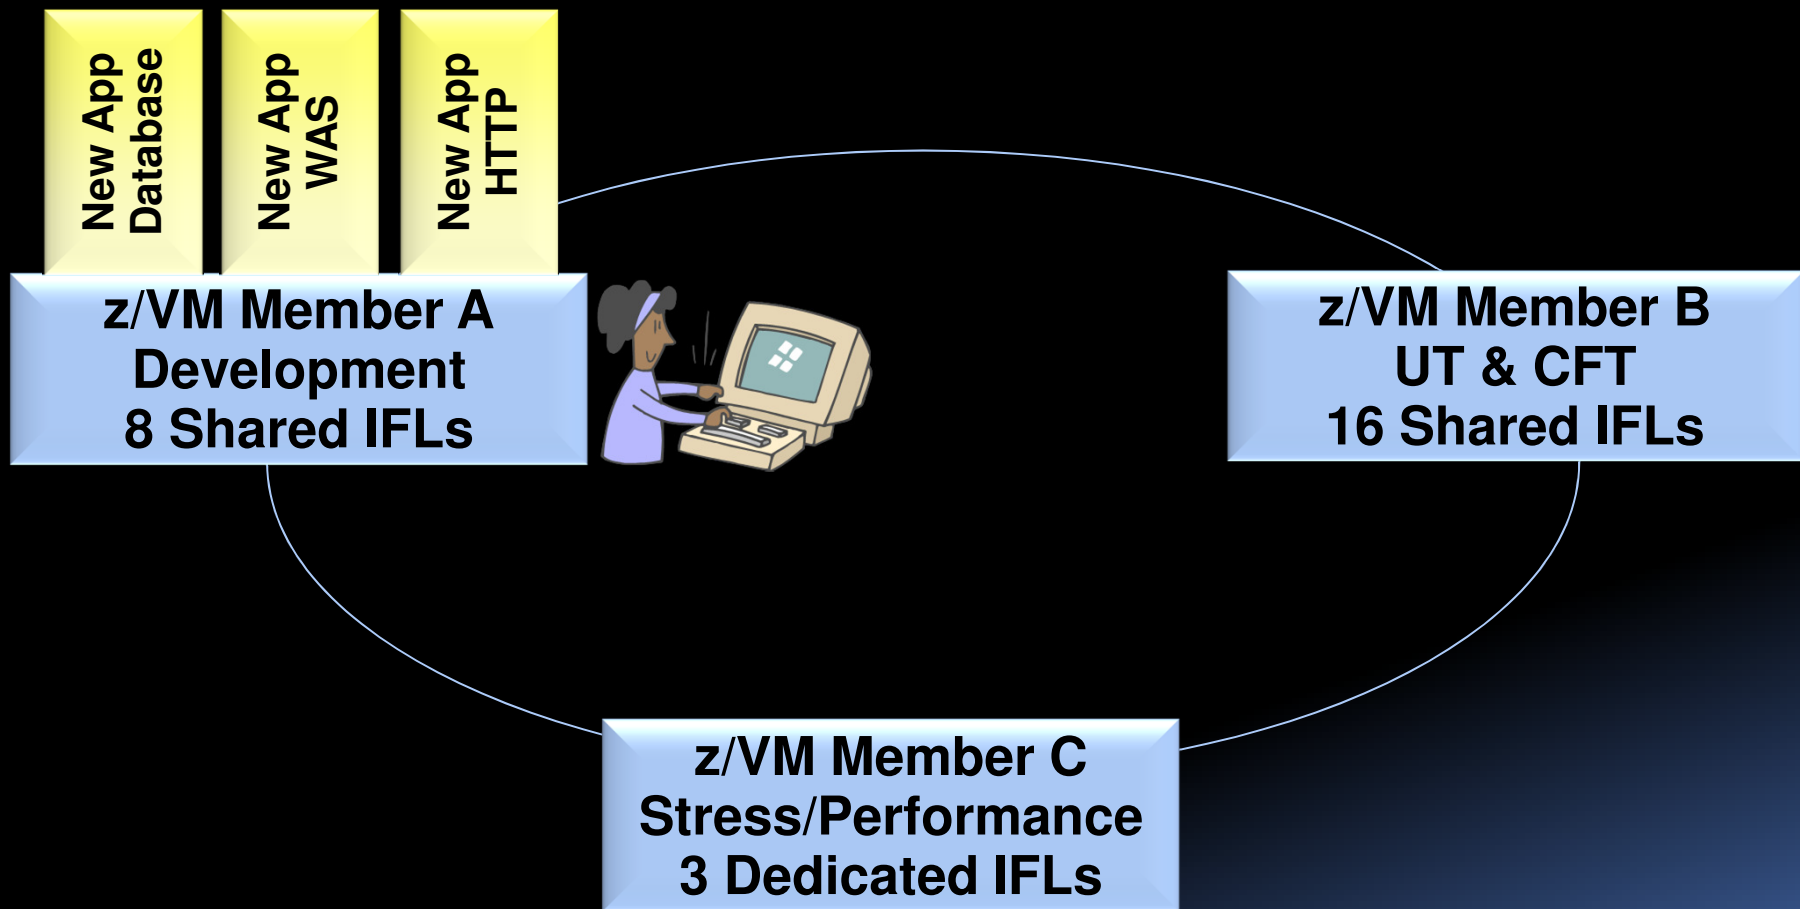 New App
Database
New App
WAS
New App
HTTP
z/VM Member A
Development
8 Shared IFLs
z/VM Member B
UT & CFT
16 Shared IFLs
z/VM Member C
Stress/Performance
3 Dedicated IFLs